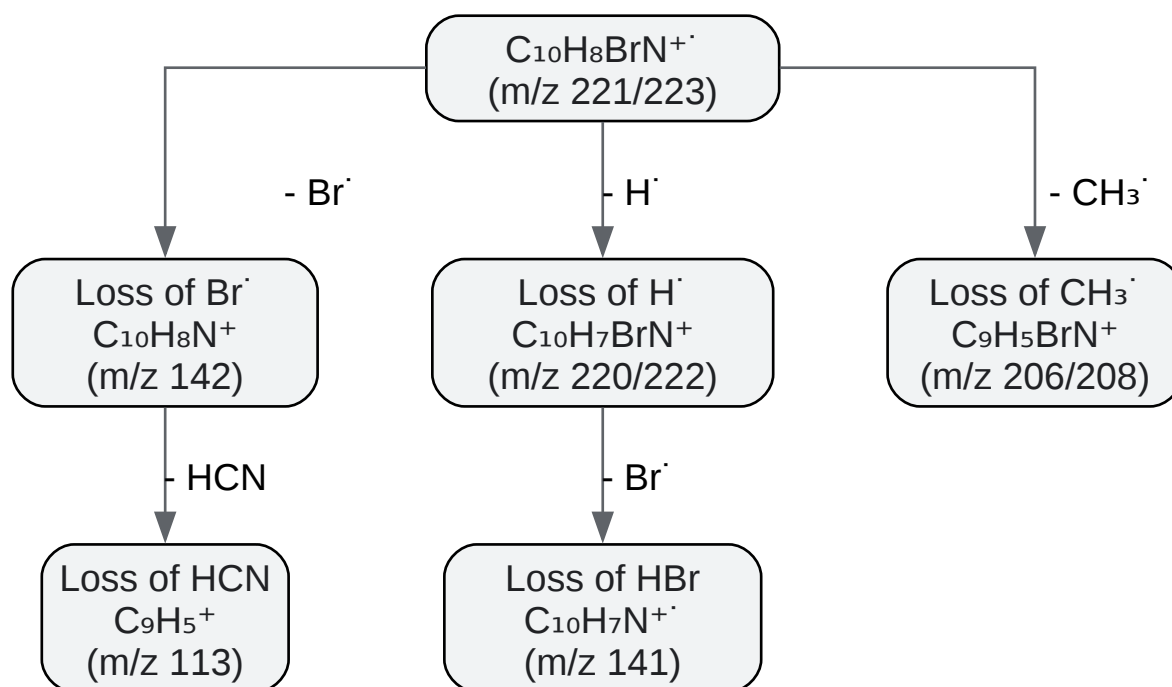 C₁₀H₈BrN⁺˙
(m/z 221/223)
- Br˙
- H˙
- CH₃˙
Loss of Br˙
C₁₀H₈N⁺
(m/z 142)
Loss of H˙
C₁₀H₇BrN⁺
(m/z 220/222)
Loss of CH₃˙
C₉H₅BrN⁺
(m/z 206/208)
- HCN
- Br˙
Loss of HCN
C₉H₅⁺
(m/z 113)
Loss of HBr
C₁₀H₇N⁺˙
(m/z 141)